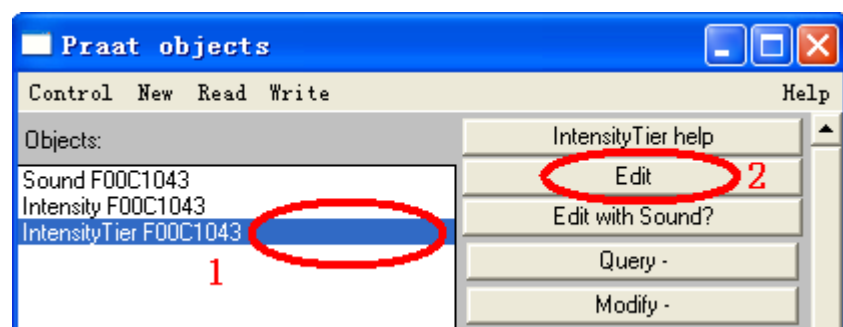 Praat objects
Control New Read Write Help
Objects:
IntensityTier help
Sound F00C1043
Edit
2
Intensity F00C1043
Edit with Sound?
IntensityTier F00C1043
1
Query -
Modify -